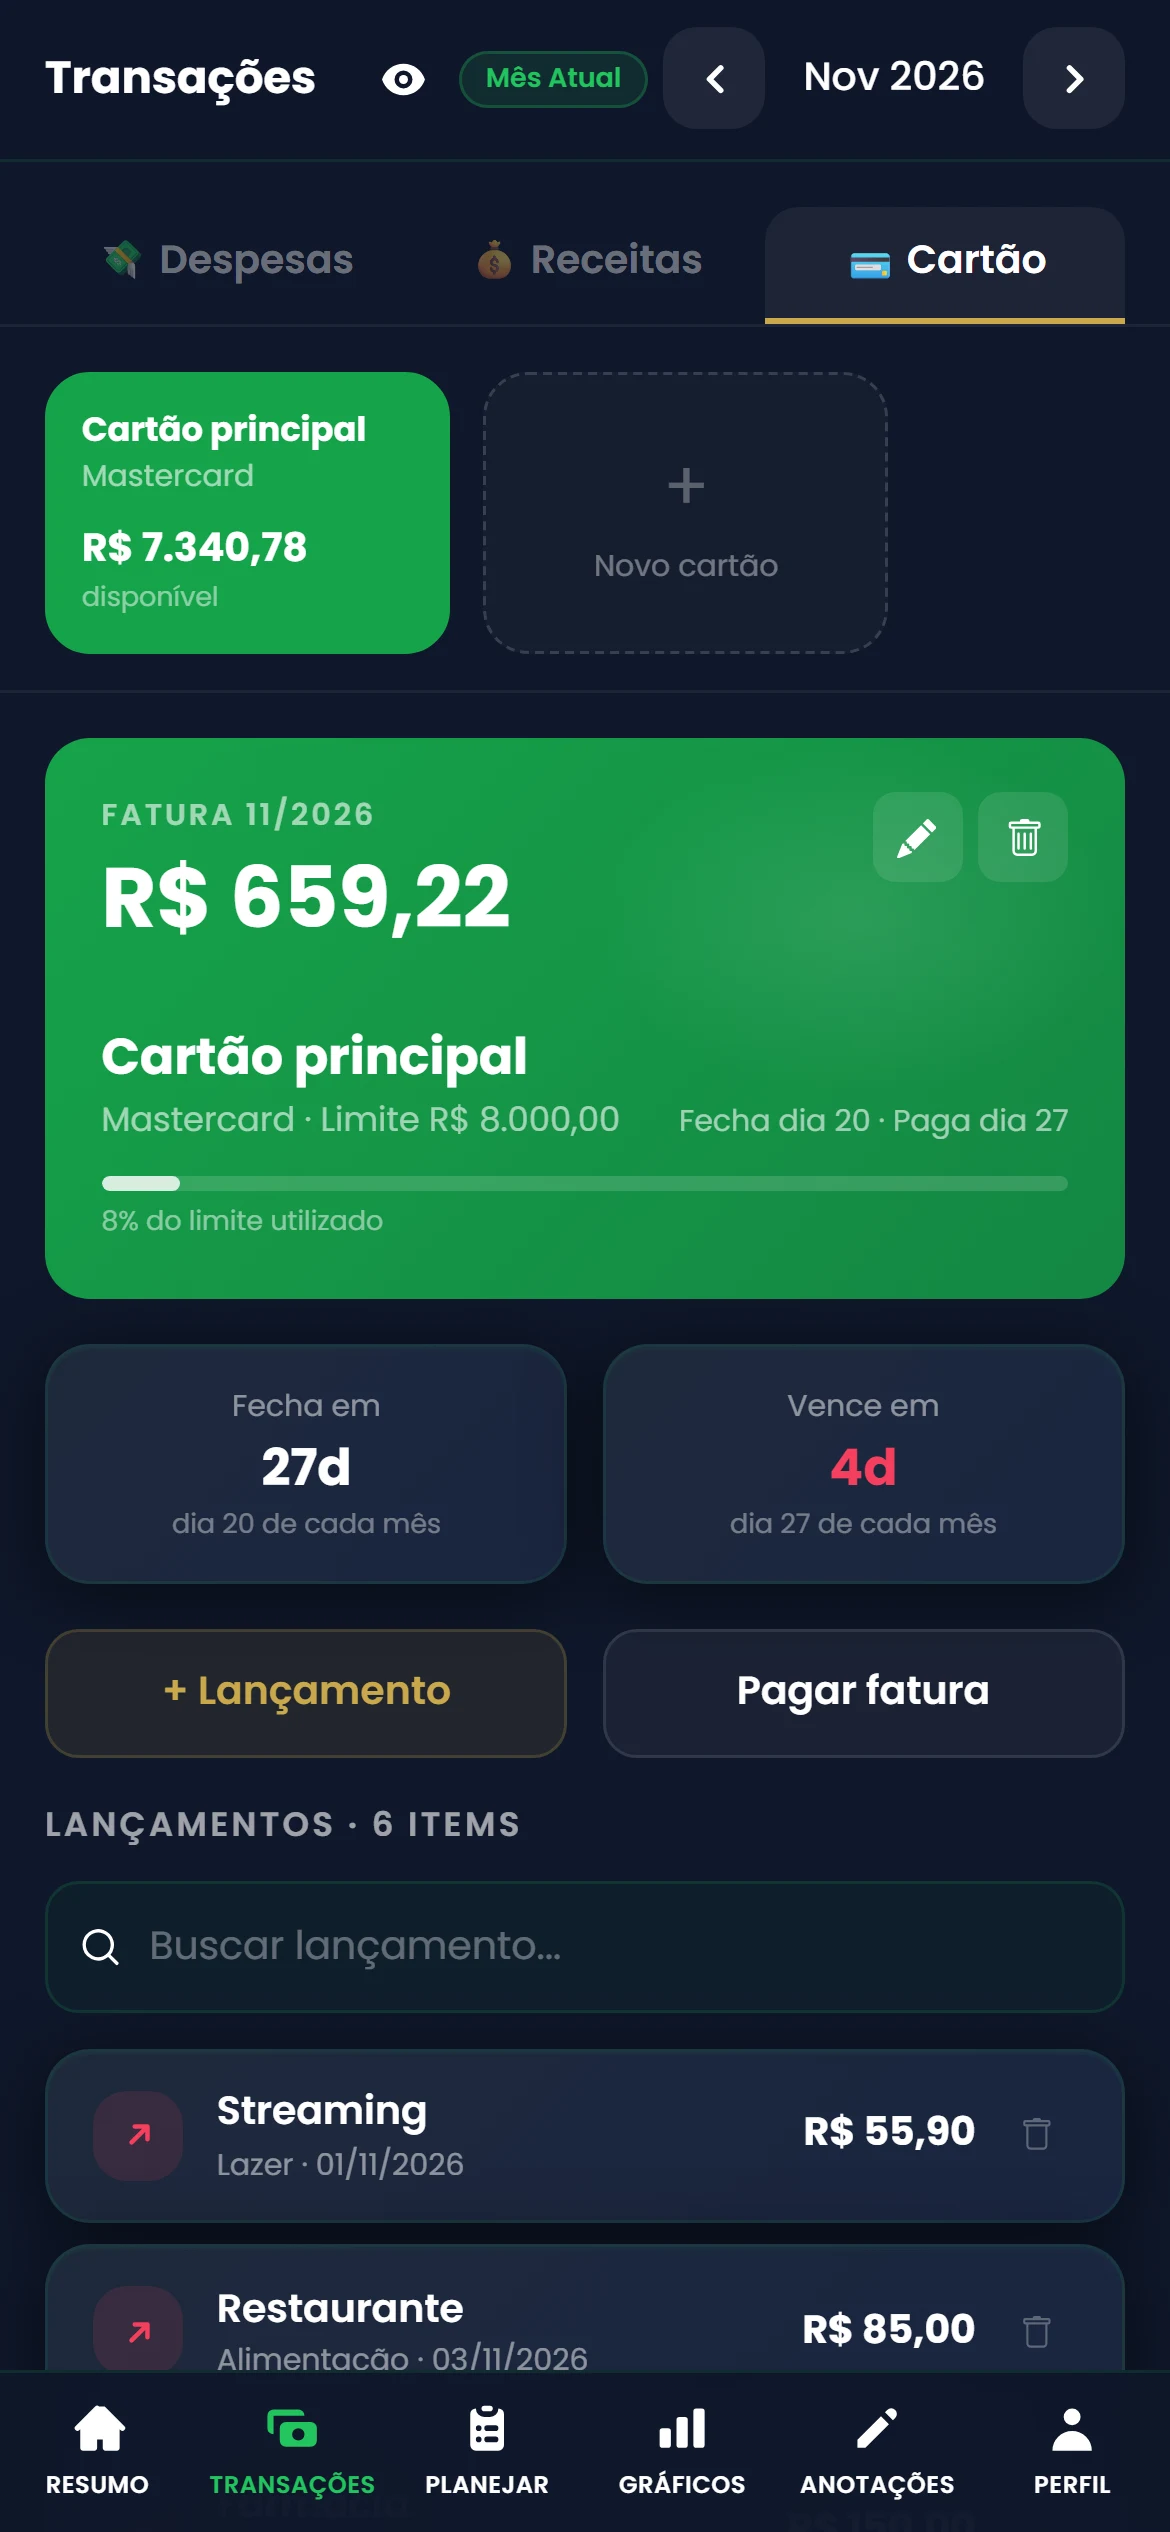 Transações
Mês Atual
Nov 2026
Despesas
Receitas
Cartão
Cartão principal
Mastercard
R$ 7.340,78
disponível
+
Novo cartão
FATURA 11/2026
R$ 659,22
Cartão principal
Mastercard · Limite R$ 8.000,00
Fecha dia 20 · Paga dia 27
8% do limite utilizado
Fecha em
27d
dia 20 de cada mês
Vence em
4d
dia 27 de cada mês
+ Lançamento
Pagar fatura
LANÇAMENTOS · 6 ITEMS
Buscar lançamento...
Streaming
Lazer · 01/11/2026
R$ 55,90
Restaurante
Alimentação · 03/11/2026
R$ 85,00
RESUMO
TRANSAÇÕES
PLANEJAR
GRÁFICOS
ANOTAÇÕES
PERFIL
Farmácia
R$ 150,00